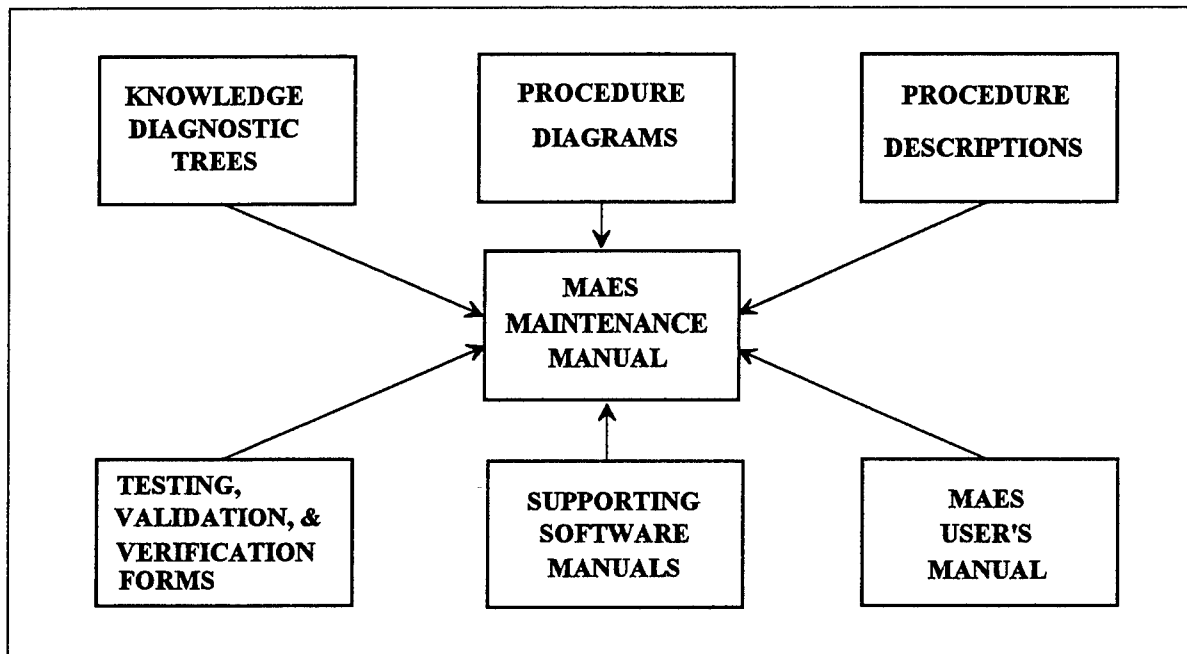 KNOWLEDGE
DIAGNOSTIC
TREES
PROCEDURE
DIAGRAMS
PROCEDURE
DESCRIPTIONS
MAES
MAINTENANCE
MANUAL
TESTING,
VALIDATION, &
VERIFICATION
FORMS
SUPPORTING
SOFTWARE
MANUALS
MAES
USER'S
MANUAL